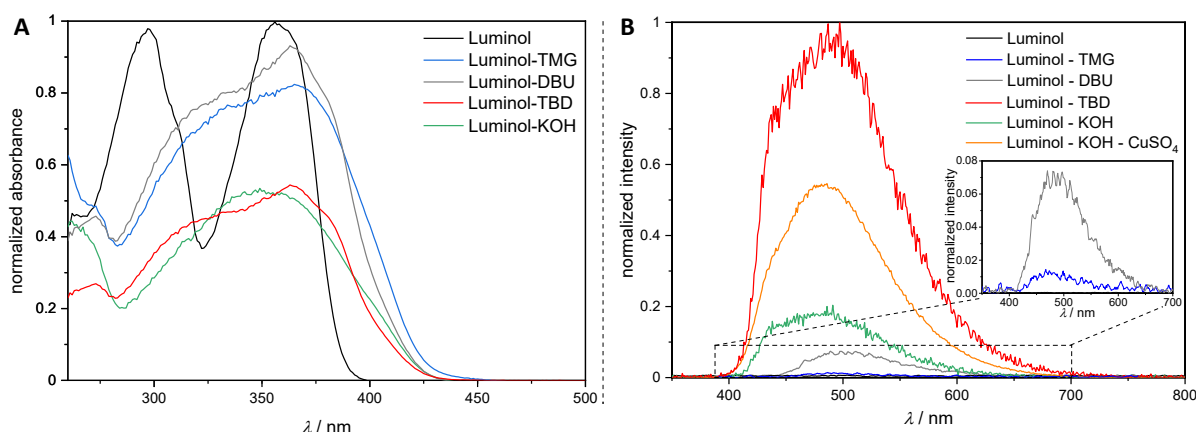 A
normalized absorbance
1
0.8
0.6
0.4
0.2
0
300
350
400
450
500
λ / nm
Luminol
Luminol-TMG
Luminol-DBU
Luminol-TBD
Luminol-KOH
B
normalized intensity
1
0.8
0.6
0.4
0.2
0
400
500
600
700
800
λ / nm
Luminol
Luminol - TMG
Luminol - DBU
Luminol - TBD
Luminol - KOH
Luminol - KOH - CuSO₄
normalized intensity
0.08
0.06
0.04
0.02
0.00
400
500
600
700
λ / nm